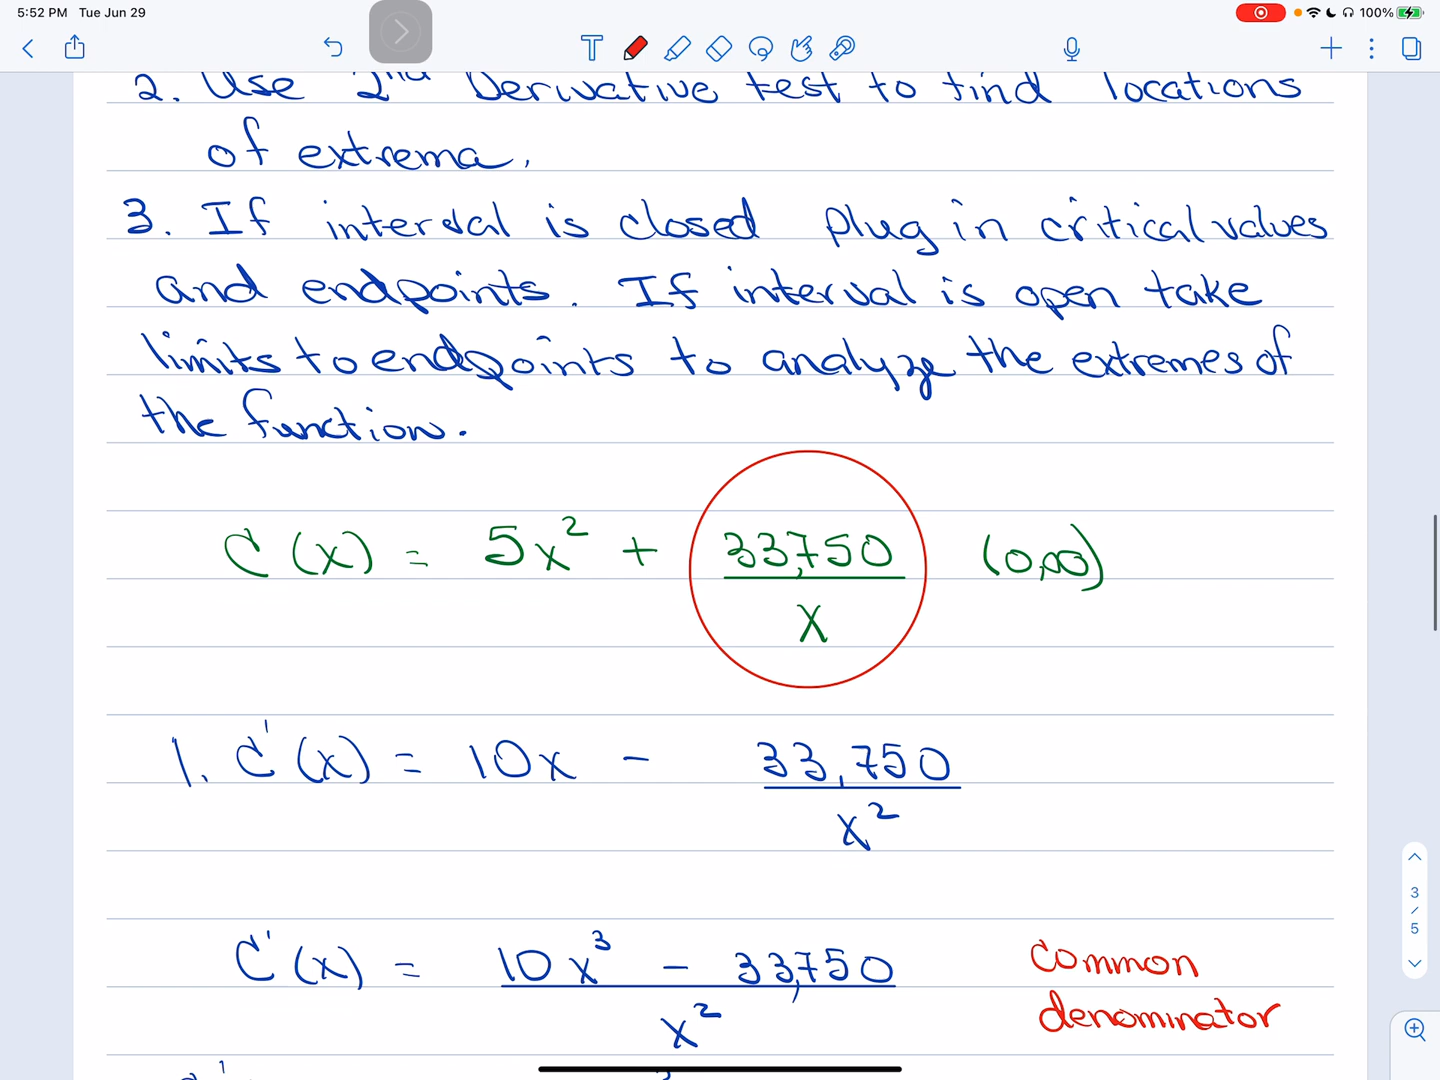 5:52 PM Tue Jun 29
100%
2. Use 2nd Derivative test to find locations
of extrema.
3. If interval is closed plug in critical values
and endpoints. If interval is open take
limits to endpoints to analyze the extremes of
the function.
C(x) = 5x² + 33,750 / x (0,∞)
1. C'(x) = 10x - 33,750 / x²
C'(x) = 10x³ - 33,750 / x²
common
denominator
3
/
5